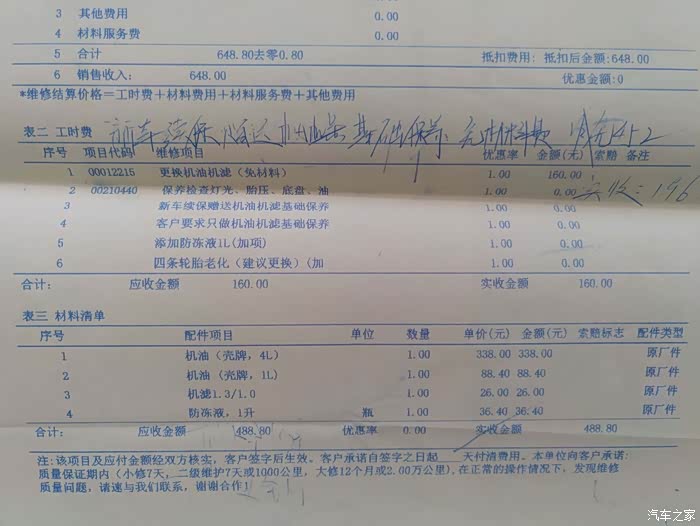 3 其他费用 0.00
4 材料服务费 0.00
5 合计 648.80去零0.80 抵扣费用: 抵扣后金额:648.00
6 销售收入: 648.00 优惠金额:0
*维修结算价格=工时费+材料费用+材料服务费+其他费用
表二 工时费
序号 项目代码 维修项目 优惠率 金额(元) 索赔 备注
1 00012215 更换机油机滤(免材料) 1.00 160.00
2 00210440 保养检查灯光、胎压、底盘、油 1.00 0.00 实收:196
3 新车续保赠送机油机滤基础保养 1.00 0.00
4 客户要求只做机油机滤基础保养 1.00 0.00
5 添加防冻液1L(加项) 1.00 0.00
6 四条轮胎老化(建议更换)(加 1.00 0.00
合计: 应收金额 160.00 实收金额 160.00
表三 材料清单
序号 配件项目 单位 数量 单价(元) 金额(元) 索赔标志 配件类型
1 机油(壳牌,4L) 1.00 338.00 338.00 原厂件
2 机油(壳牌,1L) 1.00 88.40 88.40 原厂件
3 机滤1.3/1.0 1.00 26.00 26.00 原厂件
4 防冻液,1升 瓶 1.00 36.40 36.40 原厂件
合计: 应收金额 488.80 优惠率 0.00 实收金额 488.80
注:该项目及应付金额经双方核实,客户签字后生效。客户承诺自签字之日起___天付清费用。本单位向客户承诺:
质量保证期内(小修7天,二级维护7天或1000公里,大修12个月或2.00万公里),在正常的操作情况下,发现维修
质量问题,请速与我们联系,谢谢合作!
汽车之家